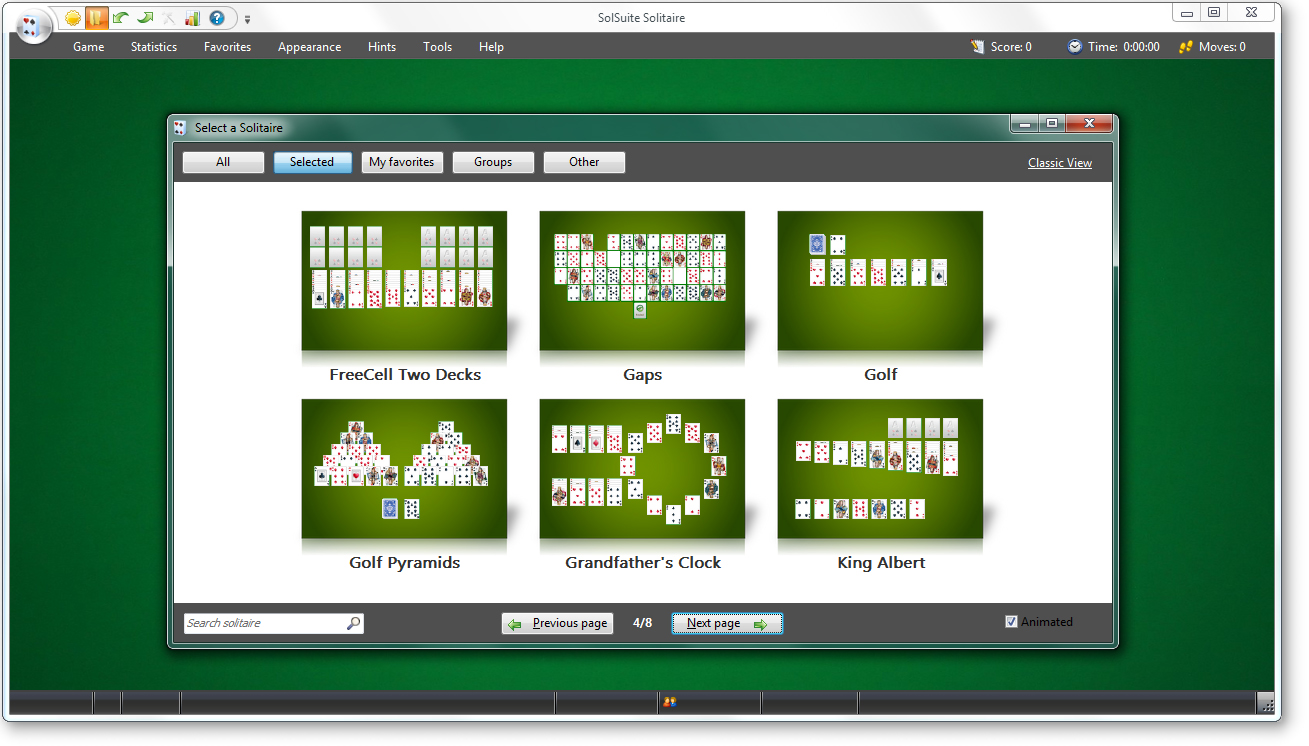 SolSuite Solitaire
Game Statistics Favorites Appearance Hints Tools Help Score: 0 Time: 0:00:00 Moves: 0
Select a Solitaire
All Selected My favorites Groups Other Classic View
FreeCell Two Decks Gaps Golf
Golf Pyramids Grandfather's Clock King Albert
Search solitaire Previous page 4/8 Next page Animated